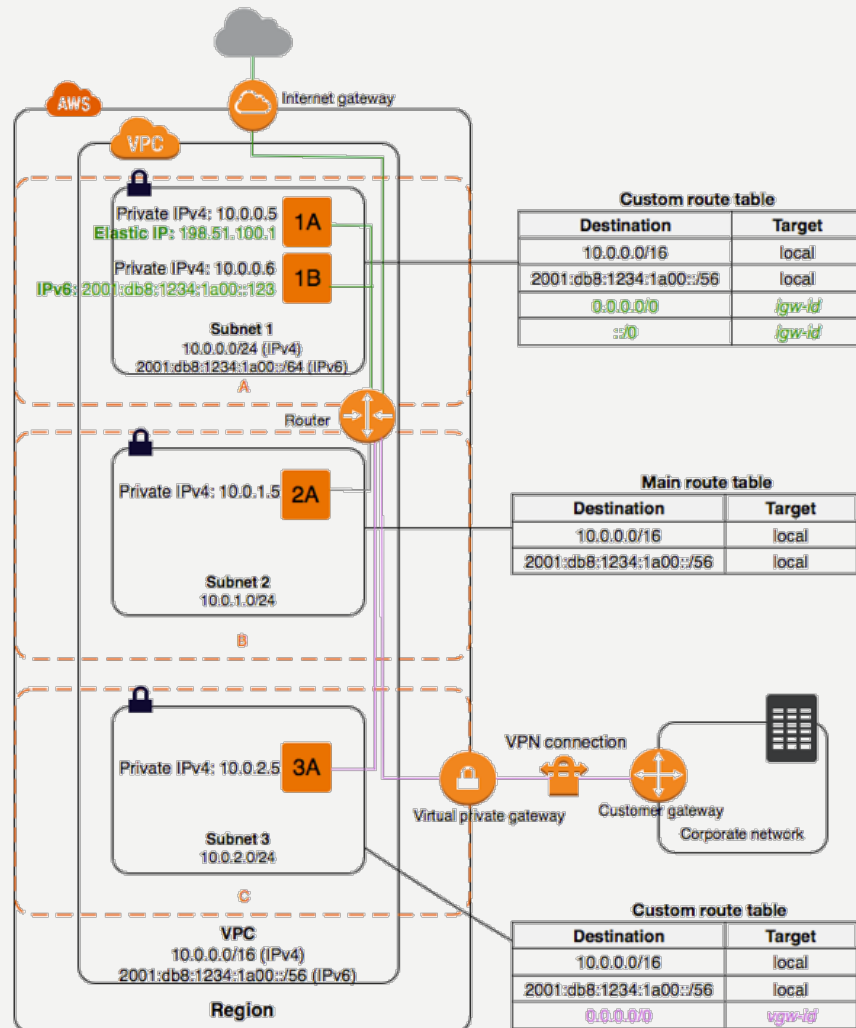 Internet gateway
AWS
VPC
Private IPv4: 10.0.0.5
Elastic IP: 198.51.100.1
1A
Private IPv4: 10.0.0.6
IPv6: 2001:db8:1234:1a00::123
1B
Subnet 1
10.0.0.0/24 (IPv4)
2001:db8:1234:1a00::/64 (IPv6)
A
Router
Private IPv4: 10.0.1.5
2A
Subnet 2
10.0.1.0/24
B
Private IPv4: 10.0.2.5
3A
Subnet 3
10.0.2.0/24
C
VPC
10.0.0.0/16 (IPv4)
2001:db8:1234:1a00::/56 (IPv6)
Region
Custom route table
Destination Target
10.0.0.0/16 local
2001:db8:1234:1a00::/56 local
0.0.0.0/0 igw-id
::/0 igw-id
Main route table
Destination Target
10.0.0.0/16 local
2001:db8:1234:1a00::/56 local
VPN connection
Virtual private gateway
Customer gateway
Corporate network
Custom route table
Destination Target
10.0.0.0/16 local
2001:db8:1234:1a00::/56 local
0.0.0.0/0 vgw-id